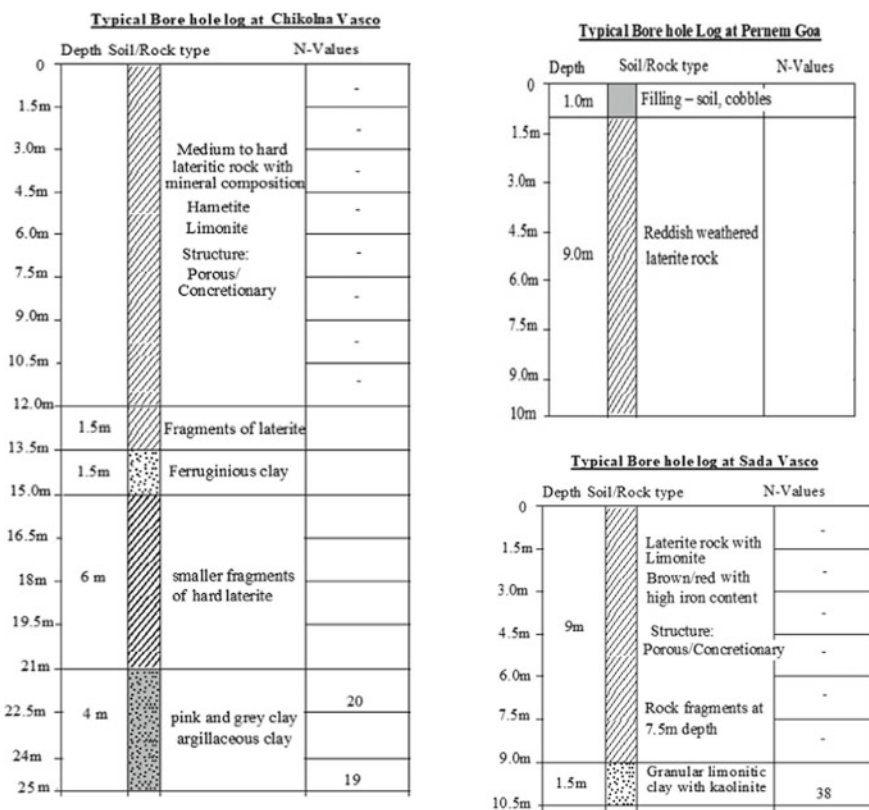 Typical Bore hole log at Chikolna Vasco
Depth Soil/Rock type N-Values
0
-
1.5m
-
3.0m
Medium to hard
lateritic rock with
mineral composition
-
4.5m
Hametite
-
Limonite
6.0m
Structure:
-
7.5m
Porous/
Concretionary
-
9.0m
-
10.5m
-
12.0m
1.5m Fragments of laterite
13.5m
1.5m Ferruginious clay
15.0m
16.5m
6 m smaller fragments
18m
of hard laterite
19.5m
21m
20
22.5m
4 m pink and grey clay
argillaceous clay
24m
19
25m
Typical Bore hole Log at Pernem Goa
Depth Soil/Rock type N-Values
0
1.0m Filling – soil, cobbles
1.5m
3.0m
4.5m
Reddish weathered
9.0m laterite rock
6.0m
7.5m
9.0m
10m
Typical Bore hole log at Sada Vasco
Depth Soil/Rock type N-Values
0
-
Laterite rock with
1.5m
Limonite
Brown/red with
-
3.0m
high iron content
-
9m Structure:
4.5m
Porous/Concretionary -
6.0m
-
Rock fragments at
7.5m
7.5m depth
-
9.0m
Granular limonitic
1.5m clay with kaolinite 38
10.5m